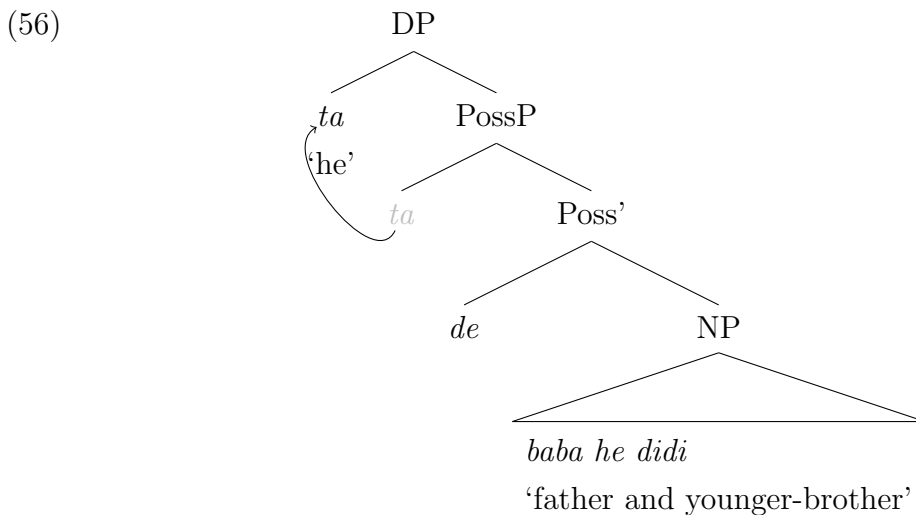 (56)
DP
ta
PossP
‘he’
ta
Poss’
de
NP
baba he didi
‘father and younger-brother’